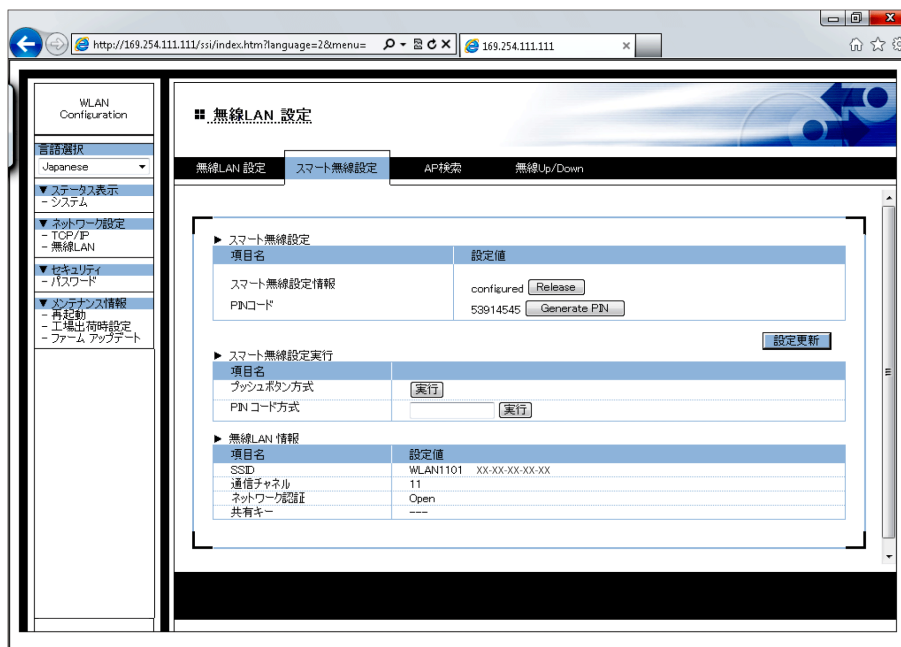 http://169.254.111.111/ssi/index.htm?language=2&menu=
169.254.111.111
WLAN
Configuration
言語選択
Japanese
▼ ステータス表示
- システム
▼ ネットワーク設定
- TCP/IP
- 無線LAN
▼ セキュリティ
- パスワード
▼ メンテナンス情報
- 再起動
- 工場出荷時設定
- ファーム アップデート
無線LAN 設定
無線LAN 設定 スマート無線設定 AP検索 無線Up/Down
▶ スマート無線設定
項目名 設定値
スマート無線設定情報 configured Release
PINコード 53914545 Generate PIN
設定更新
▶ スマート無線設定実行
項目名
プッシュボタン方式 実行
PIN コード方式 実行
▶ 無線LAN 情報
項目名 設定値
SSID WLAN1101 XX-XX-XX-XX-XX
通信チャネル 11
ネットワーク認証 Open
共有キー ---